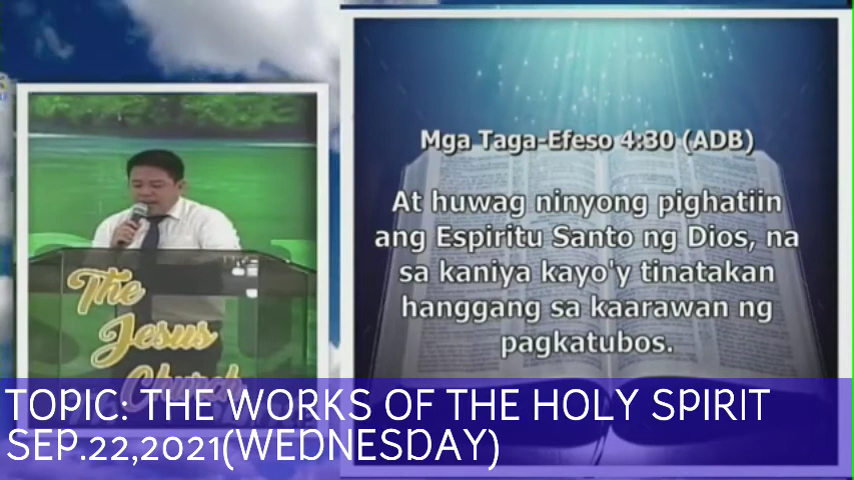 Mga Taga-Efeso 4:30 (ADB)
At huwag ninyong pighatiin
ang Espiritu Santo ng Dios, na
sa kaniya kayo'y tinatakan
hanggang sa kaarawan ng
pagkatubos.
The
Jesus
Church
TOPIC: THE WORKS OF THE HOLY SPIRIT
SEP.22,2021(WEDNESDAY)